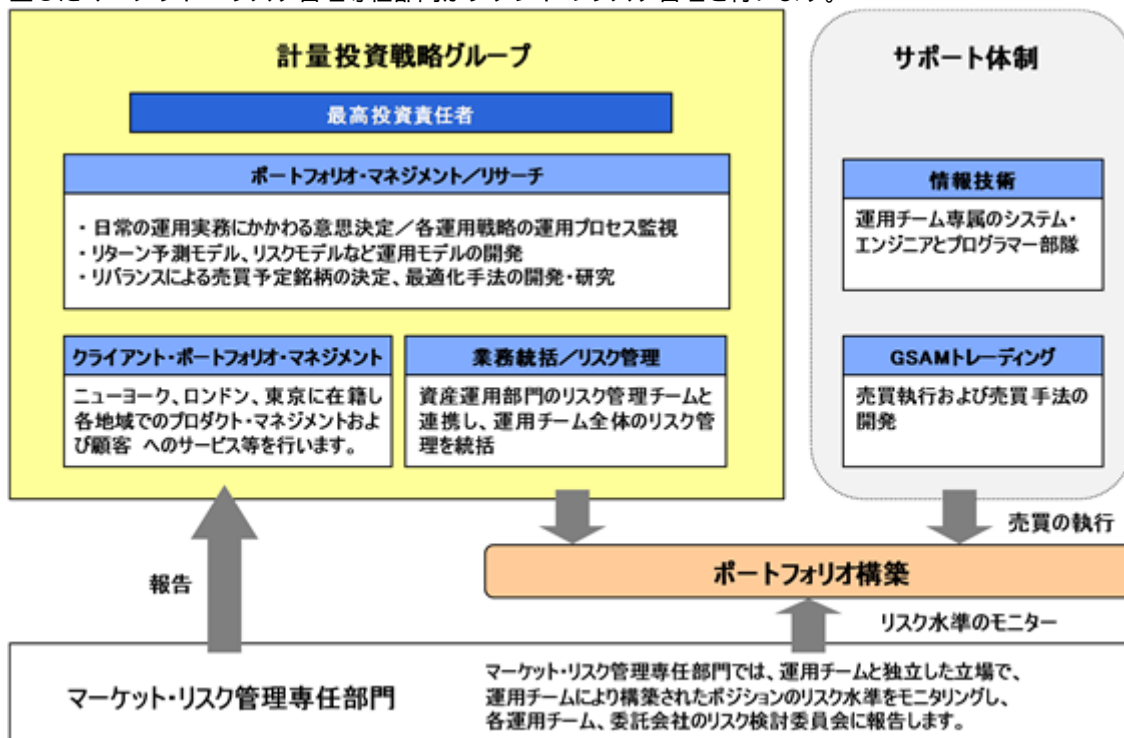 計量投資戦略グループ
最高投資責任者
ポートフォリオ・マネジメント／リサーチ
・日常の運用実務にかかわる意思決定／各運用戦略の運用プロセス監視
・リターン予測モデル、リスクモデルなど運用モデルの開発
・リバランスによる売買予定銘柄の決定、最適化手法の開発・研究
クライアント・ポートフォリオ・マネジメント
ニューヨーク、ロンドン、東京に在籍し
各地域でのプロダクト・マネジメントおよ
び顧客 へのサービス等を行います。
業務統括／リスク管理
資産運用部門のリスク管理チームと
連携し、運用チーム全体のリスク管
理を統括
サポート体制
情報技術
運用チーム専属のシステム・
エンジニアとプログラマー部隊
GSAMトレーディング
売買執行および売買手法の
開発
売買の執行
報告
ポートフォリオ構築
リスク水準のモニター
マーケット・リスク管理専任部門
マーケット・リスク管理専任部門では、運用チームと独立した立場で、
運用チームにより構築されたポジションのリスク水準をモニタリングし、
各運用チーム、委託会社のリスク検討委員会に報告します。